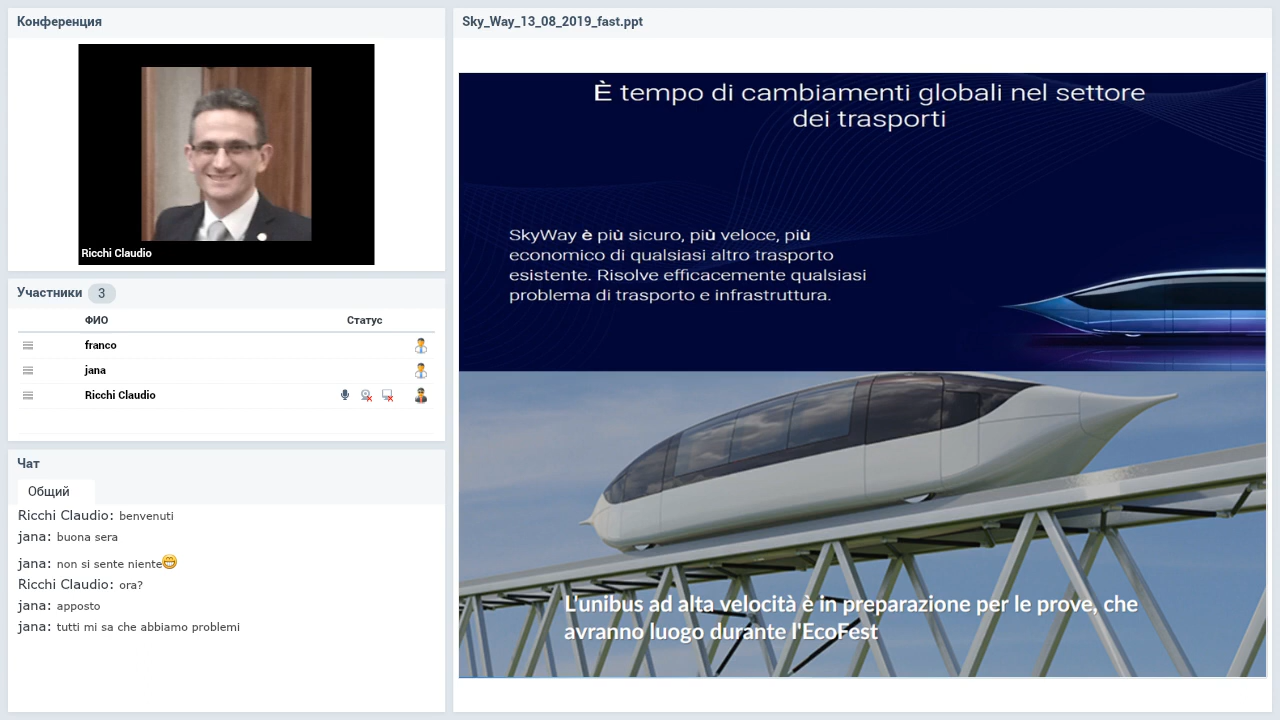 Конференция
Ricchi Claudio
Участники 3
ФИО Статус
franco
jana
Ricchi Claudio
Чат
Общий
Ricchi Claudio: benvenuti
jana: buona sera
jana: non si sente niente
Ricchi Claudio: ora?
jana: apposto
jana: tutti mi sa che abbiamo problemi
Sky_Way_13_08_2019_fast.ppt
È tempo di cambiamenti globali nel settore
dei trasporti
SkyWay è più sicuro, più veloce, più
economico di qualsiasi altro trasporto
esistente. Risolve efficacemente qualsiasi
problema di trasporto e infrastruttura.
L'unibus ad alta velocità è in preparazione per le prove, che
avranno luogo durante l'EcoFest